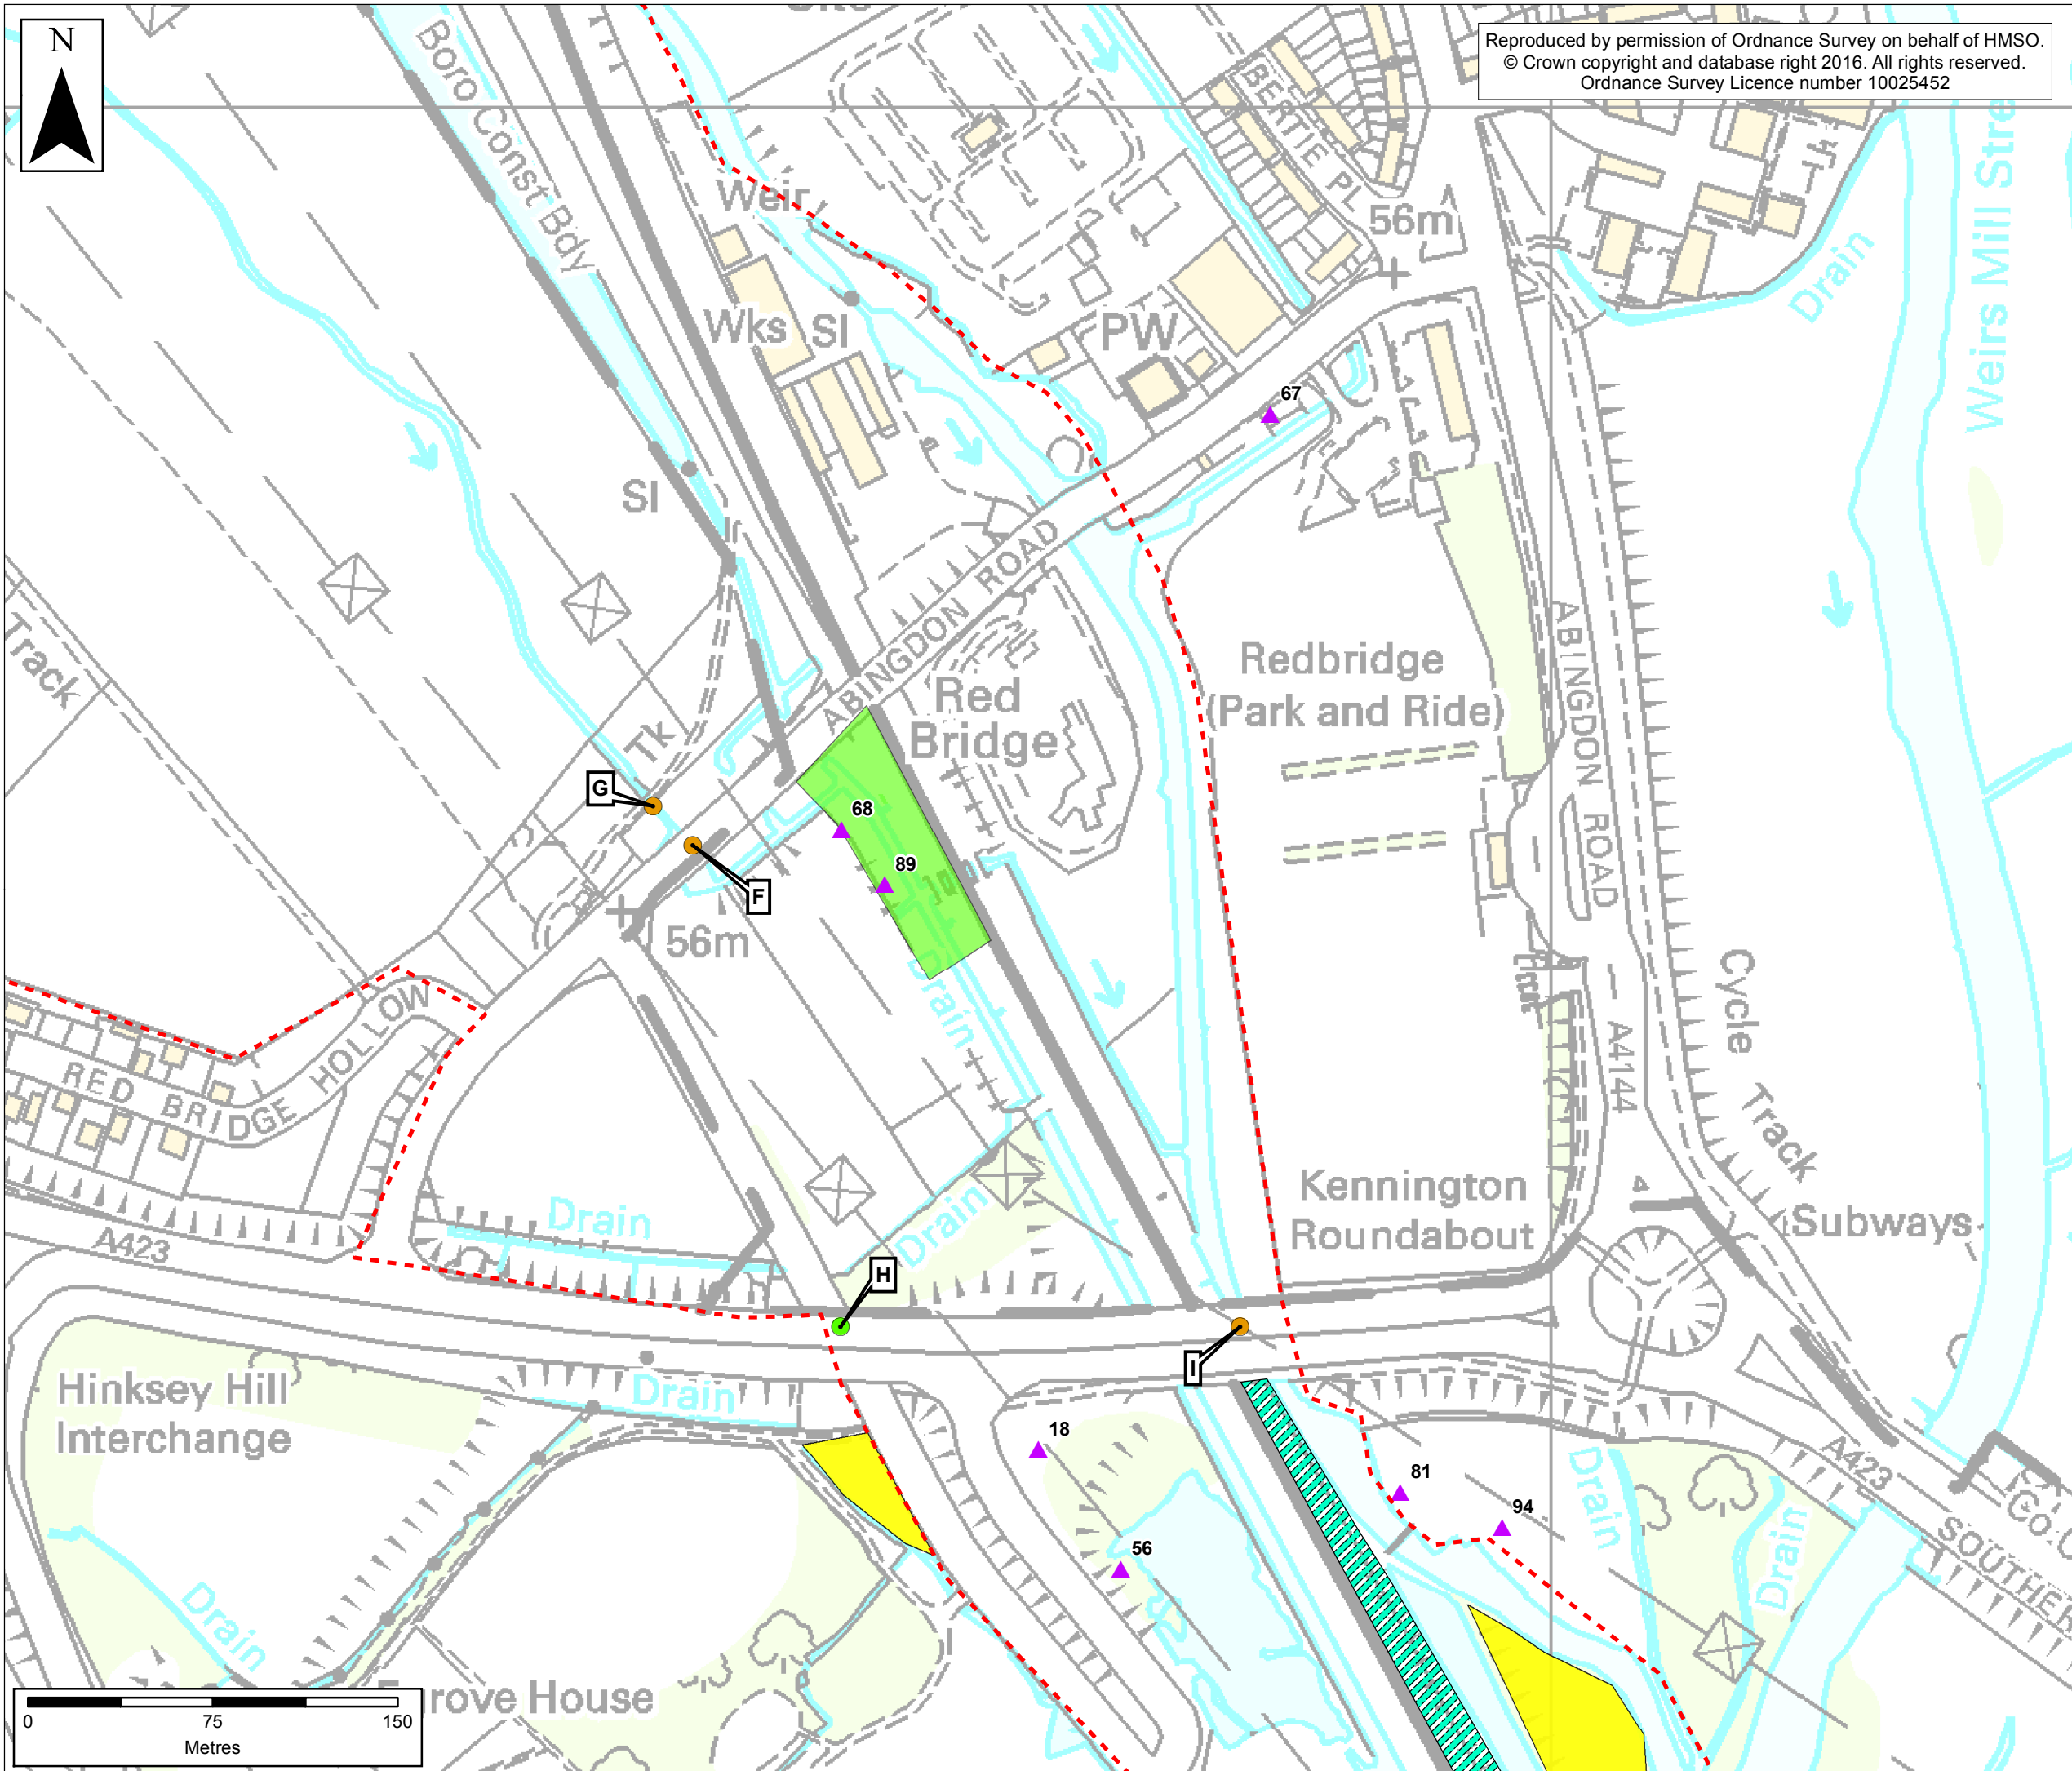 N
Reproduced by permission of Ordnance Survey on behalf of HMSO.
© Crown copyright and database right 2016. All rights reserved.
Ordnance Survey Licence number 10025452
Boro Const Bdy
BERTIE PL
Weir
56m
Weirs Mill
Drain
Wks
Sl
PW
67
Sl
ABINGDON ROAD
Track
Redbridge
(Park and Ride)
ABINGDON ROAD
Red
Bridge
Tk
ABINGDON ROAD
G
68
89
F
56m
Drain
Cycle
Track
A4144
RED BRIDGE HOLLOW
Kennington
Roundabout
Subways
Drain
Drain
A423
H
I
Hinksey Hill
Interchange
Drain
18
81
94
56
Drain
Drain
A423
Drain
rove House
0
75
150
Metres